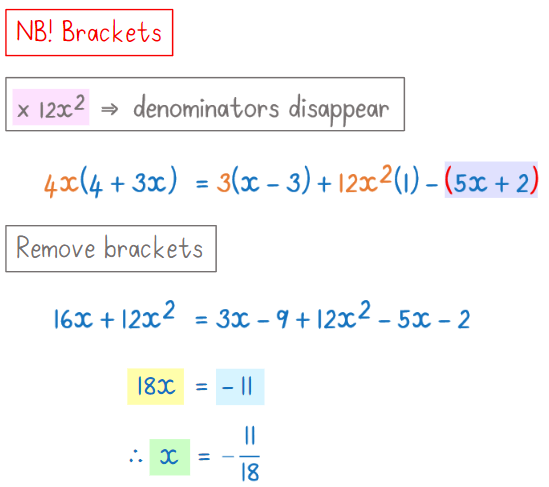 NB! Brackets
× 12x² ⇒ denominators disappear
4x(4 + 3x) = 3(x − 3) + 12x²(1) − (5x + 2)
Remove brackets
16x + 12x² = 3x − 9 + 12x² − 5x − 2
18x = − 11
∴ x = − 11/18